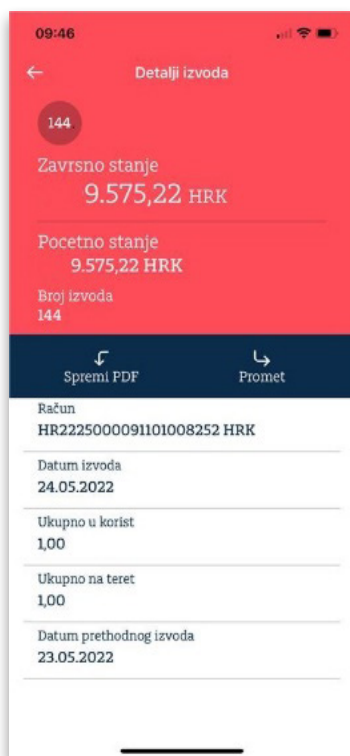 09:46
Detalji izvoda
144.
Zavrsno stanje
9.575,22 HRK
Pocetno stanje
9.575,22 HRK
Broj izvoda
144
Spremi PDF
Promet
Račun
HR2225000091101008252 HRK
Datum izvoda
24.05.2022
Ukupno u korist
1,00
Ukupno na teret
1,00
Datum prethodnog izvoda
23.05.2022